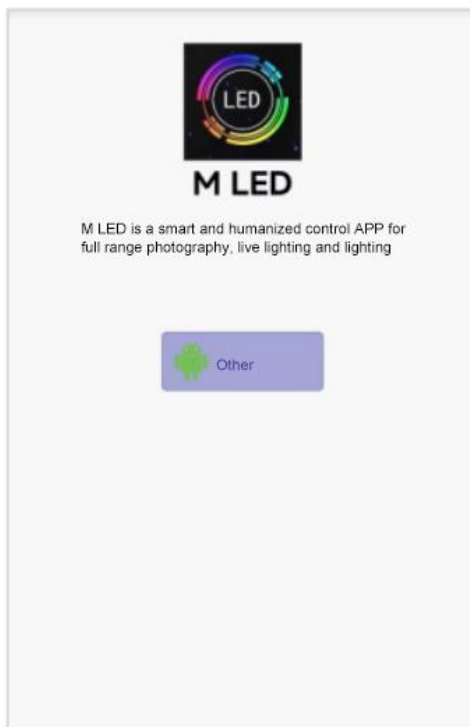 LED
M LED
M LED is a smart and humanized control APP for
full range photography, live lighting and lighting
Other